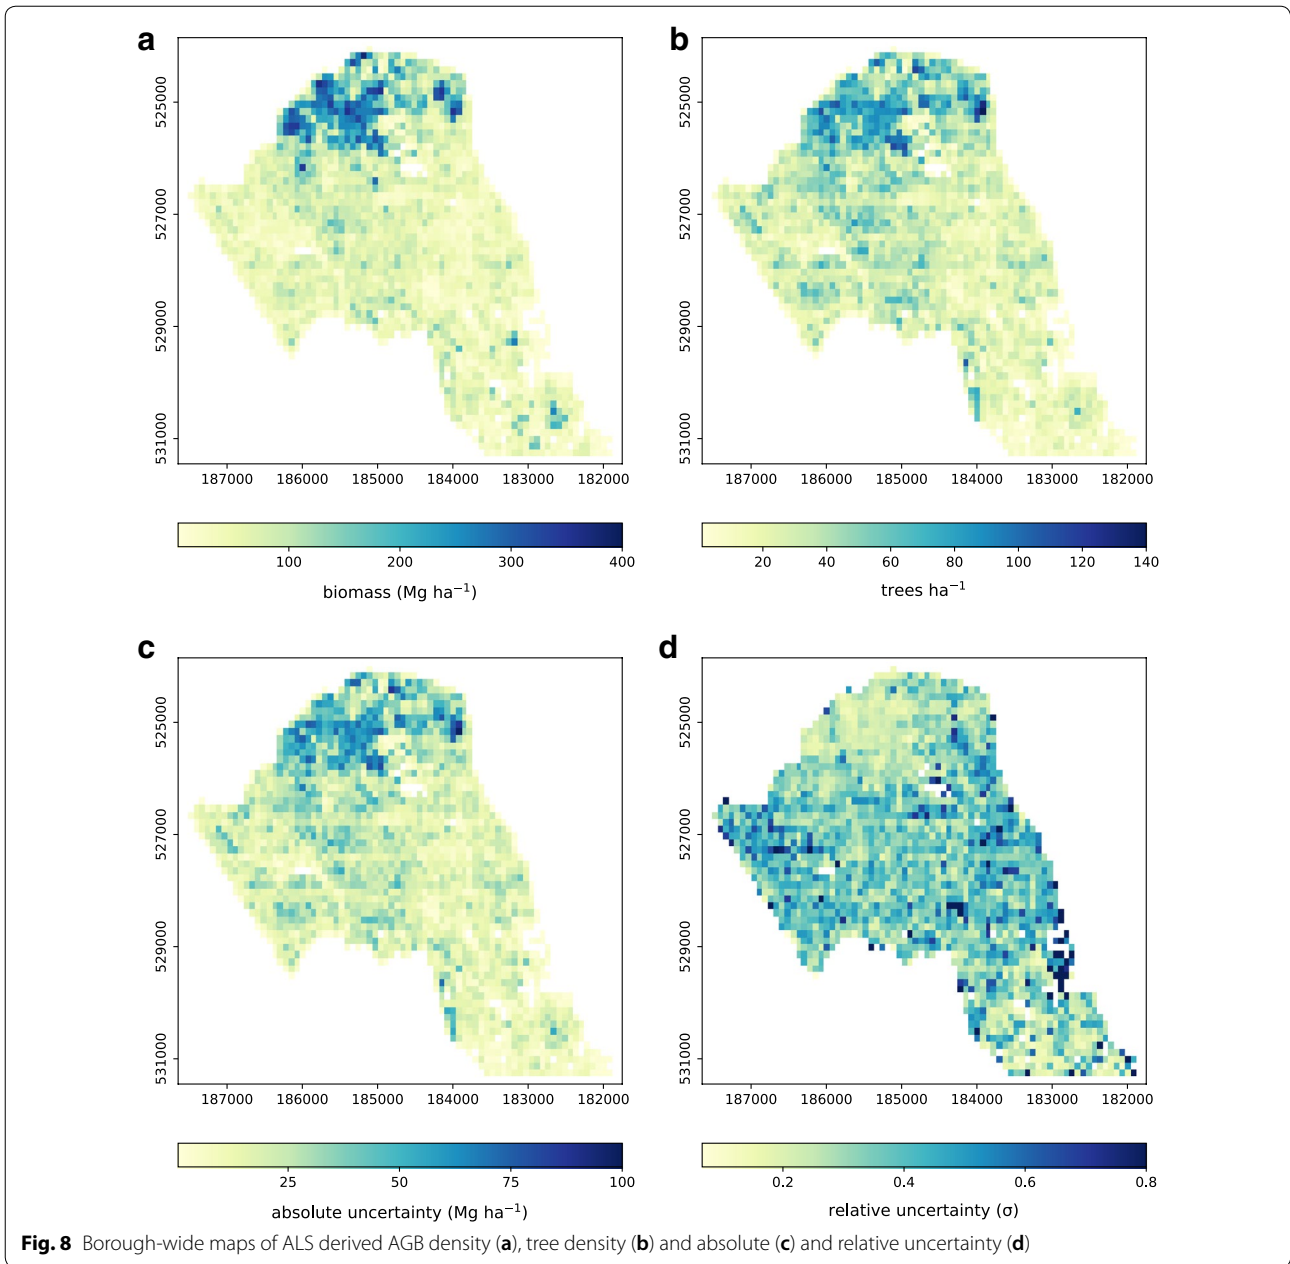 a
b
525000
527000
529000
531000
187000 186000 185000 184000 183000 182000
525000
527000
529000
531000
187000 186000 185000 184000 183000 182000
100 200 300 400
biomass (Mg ha⁻¹)
20 40 60 80 100 120 140
trees ha⁻¹
c
d
525000
527000
529000
531000
187000 186000 185000 184000 183000 182000
525000
527000
529000
531000
187000 186000 185000 184000 183000 182000
25 50 75 100
absolute uncertainty (Mg ha⁻¹)
0.2 0.4 0.6 0.8
relative uncertainty (σ)
Fig. 8 Borough-wide maps of ALS derived AGB density (a), tree density (b) and absolute (c) and relative uncertainty (d)